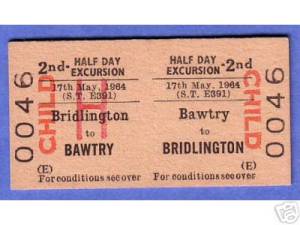 2nd- HALF DAY EXCURSION
17th May, 1964
(S.T. E391)
Bridlington
to
BAWTRY
(E)
For conditions see over
CHILD
0046
H
HALF DAY EXCURSION -2nd
17th May, 1964
(S.T. E391)
Bawtry
to
BRIDLINGTON
(E)
For conditions see over
CHILD
0046
eb